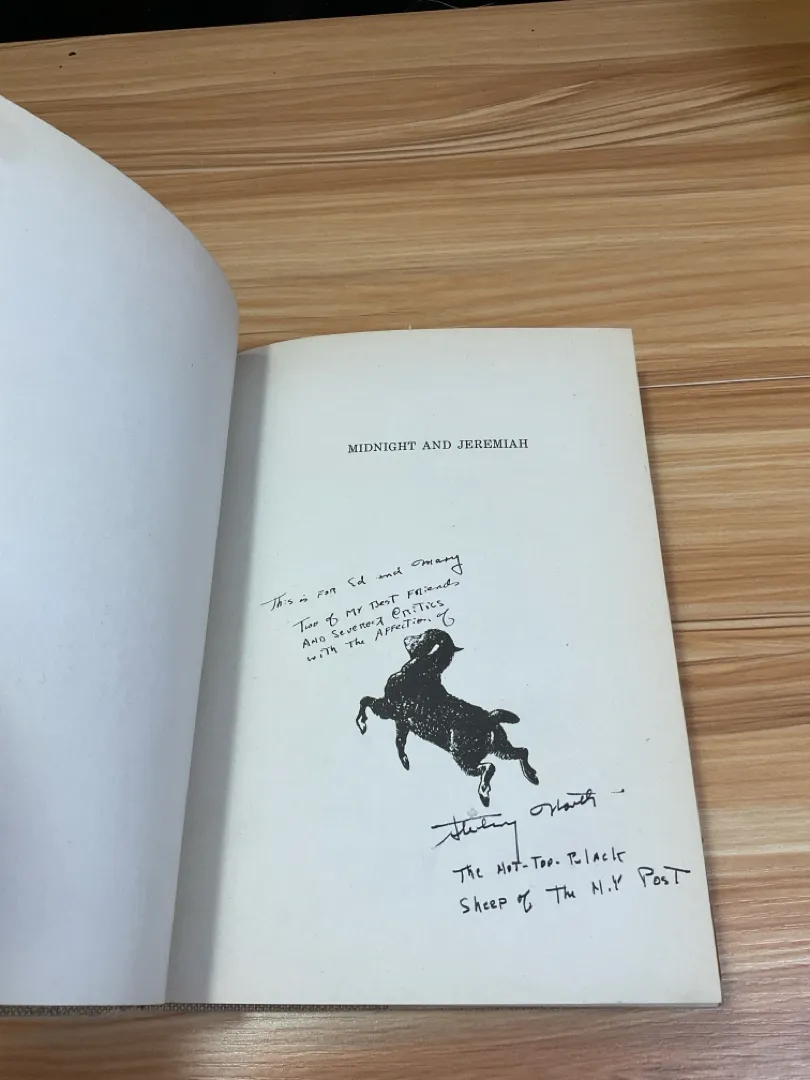 MIDNIGHT AND JEREMIAH
This is FOR Ed and Mary
Two of My BEST FRIENDS
AND SEVEREST CRITICS
with The AFFECTION of
Sterling North –
The NOT-TOO-BLACK
Sheep of The N.Y POST